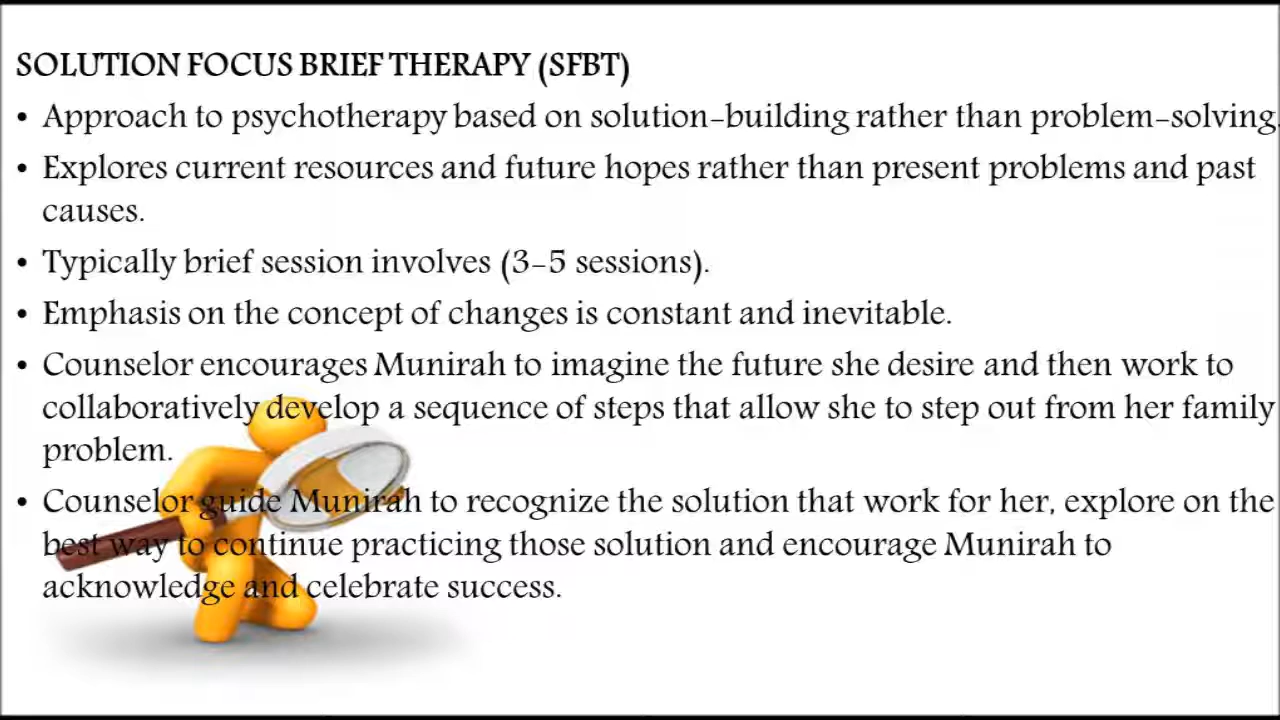 SOLUTION FOCUS BRIEF THERAPY (SFBT)
• Approach to psychotherapy based on solution-building rather than problem-solving.
• Explores current resources and future hopes rather than present problems and past
causes.
• Typically brief session involves (3-5 sessions).
• Emphasis on the concept of changes is constant and inevitable.
• Counselor encourages Munirah to imagine the future she desire and then work to
collaboratively develop a sequence of steps that allow she to step out from her family
problem.
• Counselor guide Munirah to recognize the solution that work for her, explore on the
best way to continue practicing those solution and encourage Munirah to
acknowledge and celebrate success.